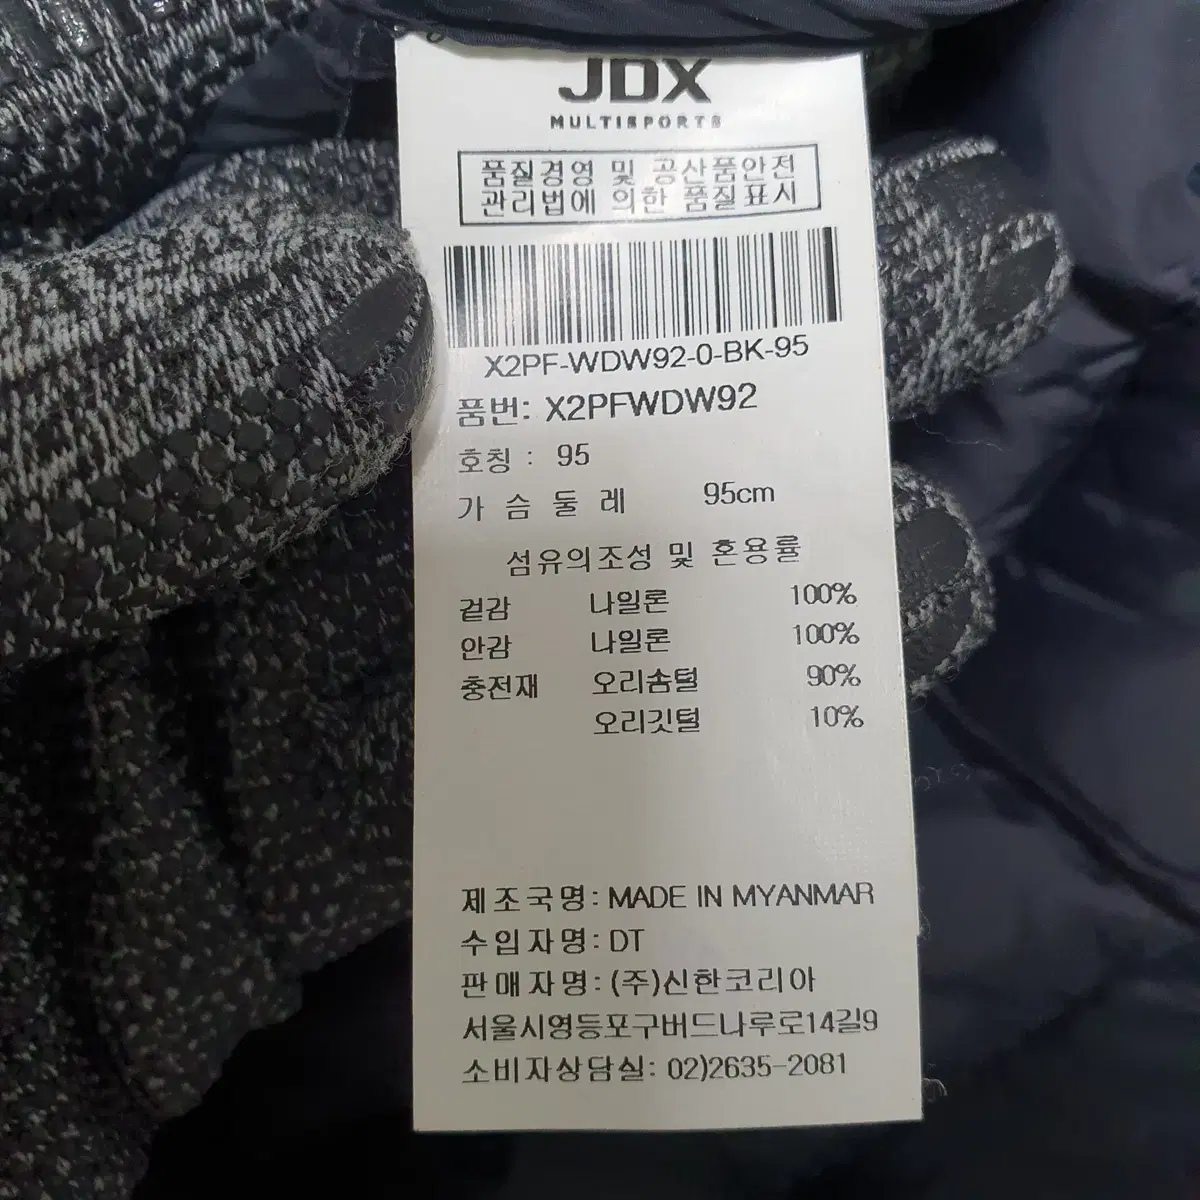 JDX
MULTISPORTS
품질경영 및 공산품안전
관리법에 의한 품질표시
X2PF-WDW92-0-BK-95
품번: X2PFWDW92
호칭 : 95
가 슴 둘 레 95cm
섬유의조성 및 혼용률
겉감 나일론 100%
안감 나일론 100%
충전재 오리솜털 90%
오리깃털 10%
제조국명: MADE IN MYANMAR
수입자명: DT
판매자명: (주)신한코리아
서울시영등포구버드나루로14길9
소비자상담실: 02)2635-2081